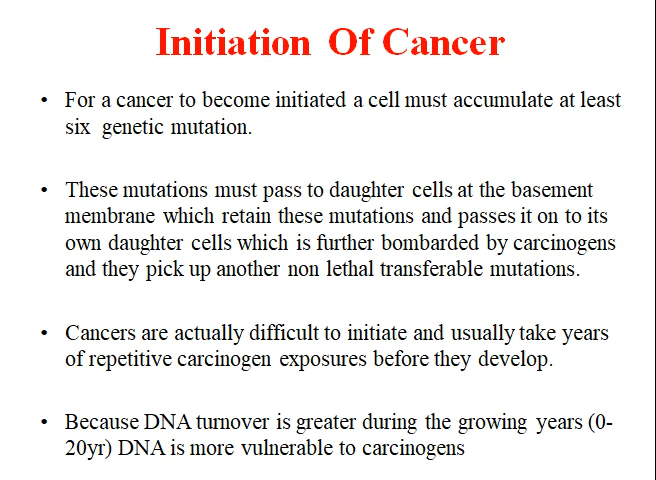 Initiation Of Cancer
• For a cancer to become initiated a cell must accumulate at least
six genetic mutation.
• These mutations must pass to daughter cells at the basement
membrane which retain these mutations and passes it on to its
own daughter cells which is further bombarded by carcinogens
and they pick up another non lethal transferable mutations.
• Cancers are actually difficult to initiate and usually take years
of repetitive carcinogen exposures before they develop.
• Because DNA turnover is greater during the growing years (0-
20yr) DNA is more vulnerable to carcinogens